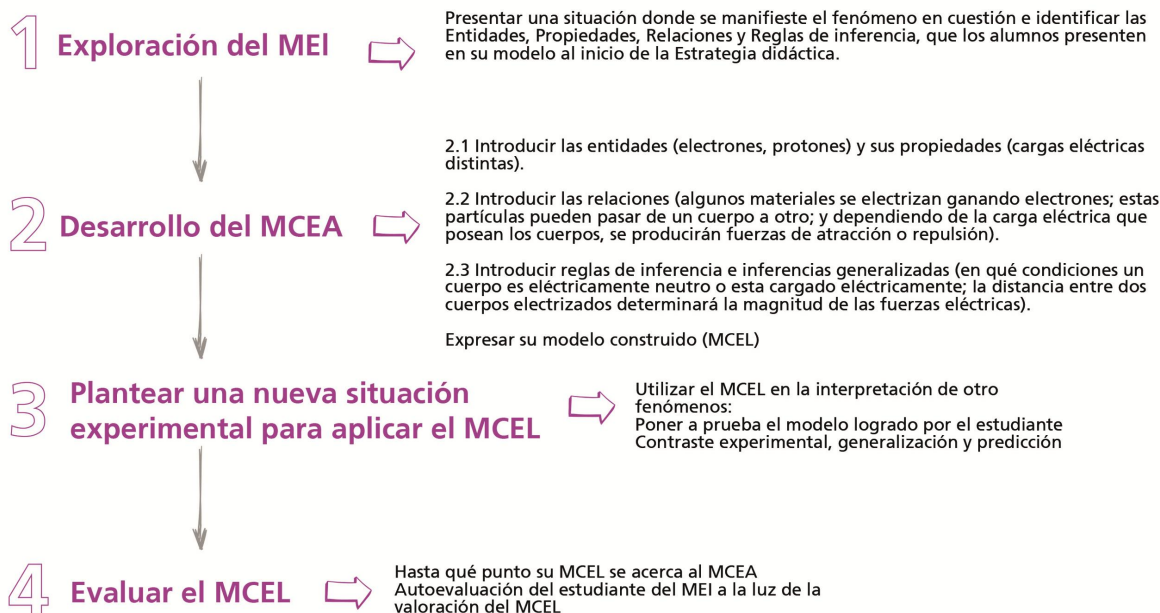 1 Exploración del MEI
Presentar una situación donde se manifieste el fenómeno en cuestión e identificar las
Entidades, Propiedades, Relaciones y Reglas de inferencia, que los alumnos presenten
en su modelo al inicio de la Estrategia didáctica.
2 Desarrollo del MCEA
2.1 Introducir las entidades (electrones, protones) y sus propiedades (cargas eléctricas
distintas).
2.2 Introducir las relaciones (algunos materiales se electrizan ganando electrones; estas
partículas pueden pasar de un cuerpo a otro; y dependiendo de la carga eléctrica que
posean los cuerpos, se producirán fuerzas de atracción o repulsión).
2.3 Introducir reglas de inferencia e inferencias generalizadas (en qué condiciones un
cuerpo es eléctricamente neutro o esta cargado eléctricamente; la distancia entre dos
cuerpos electrizados determinará la magnitud de las fuerzas eléctricas).
Expresar su modelo construido (MCEL)
3 Plantear una nueva situación
experimental para aplicar el MCEL
Utilizar el MCEL en la interpretación de otro
fenómenos:
Poner a prueba el modelo logrado por el estudiante
Contraste experimental, generalización y predicción
4 Evaluar el MCEL
Hasta qué punto su MCEL se acerca al MCEA
Autoevaluación del estudiante del MEI a la luz de la
valoración del MCEL